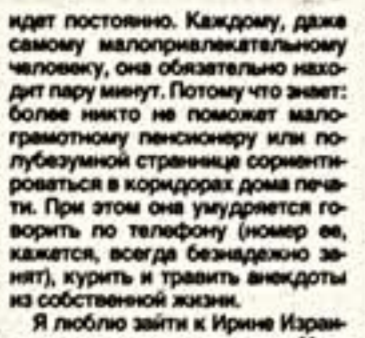 идет постоянно. Каждому, даже
самому малопривлекательному
человеку, она обязательно нахо-
дит пару минут. Потому что знает:
более никто не поможет мало-
грамотному пенсионеру или по-
лубезумной страннице сориенти-
роваться в коридорах дома печа-
ти. При этом она умудряется го-
ворить по телефону (номер ее,
кажется, всегда безнадежно за-
нят), курить и травить анекдоты
из собственной жизни.
Я люблю зайти к Ирине Израи-